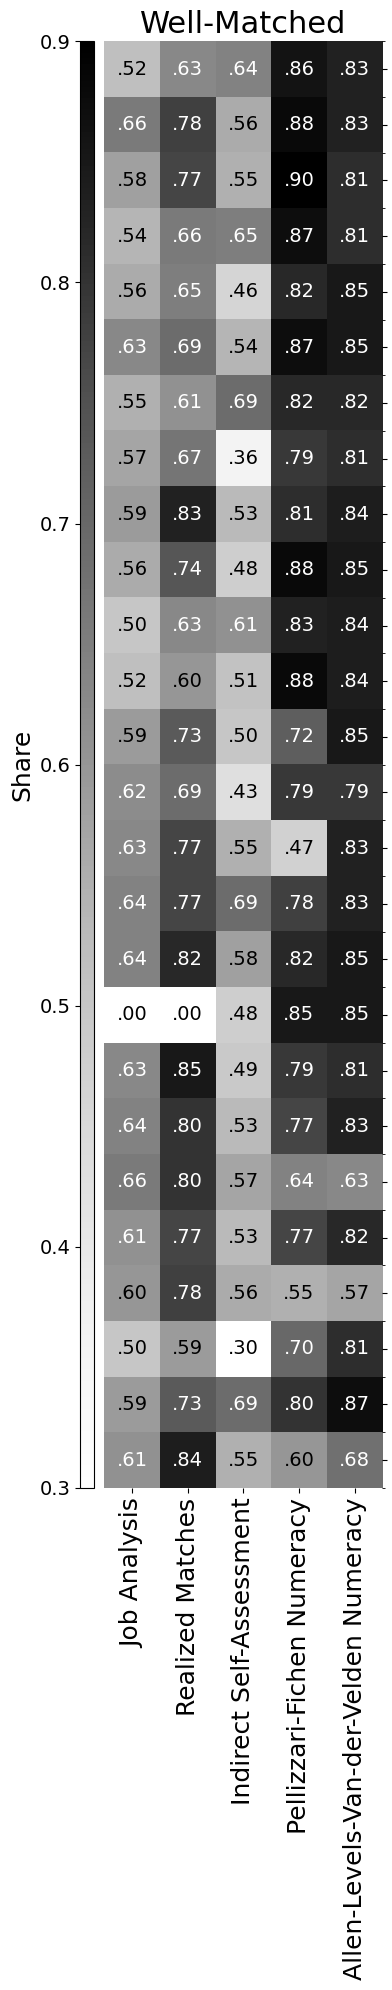 Well-Matched
0.9
0.8
0.7
0.6
0.5
0.4
0.3
Share
.52 .63 .64 .86 .83
.66 .78 .56 .88 .83
.58 .77 .55 .90 .81
.54 .66 .65 .87 .81
.56 .65 .46 .82 .85
.63 .69 .54 .87 .85
.55 .61 .69 .82 .82
.57 .67 .36 .79 .81
.59 .83 .53 .81 .84
.56 .74 .48 .88 .85
.50 .63 .61 .83 .84
.52 .60 .51 .88 .84
.59 .73 .50 .72 .85
.62 .69 .43 .79 .79
.63 .77 .55 .47 .83
.64 .77 .69 .78 .83
.64 .82 .58 .82 .85
.00 .00 .48 .85 .85
.63 .85 .49 .79 .81
.64 .80 .53 .77 .83
.66 .80 .57 .64 .63
.61 .77 .53 .77 .82
.60 .78 .56 .55 .57
.50 .59 .30 .70 .81
.59 .73 .69 .80 .87
.61 .84 .55 .60 .68
Job Analysis
Realized Matches
Indirect Self-Assessment
Pellizzari-Fichen Numeracy
Allen-Levels-Van-der-Velden Numeracy